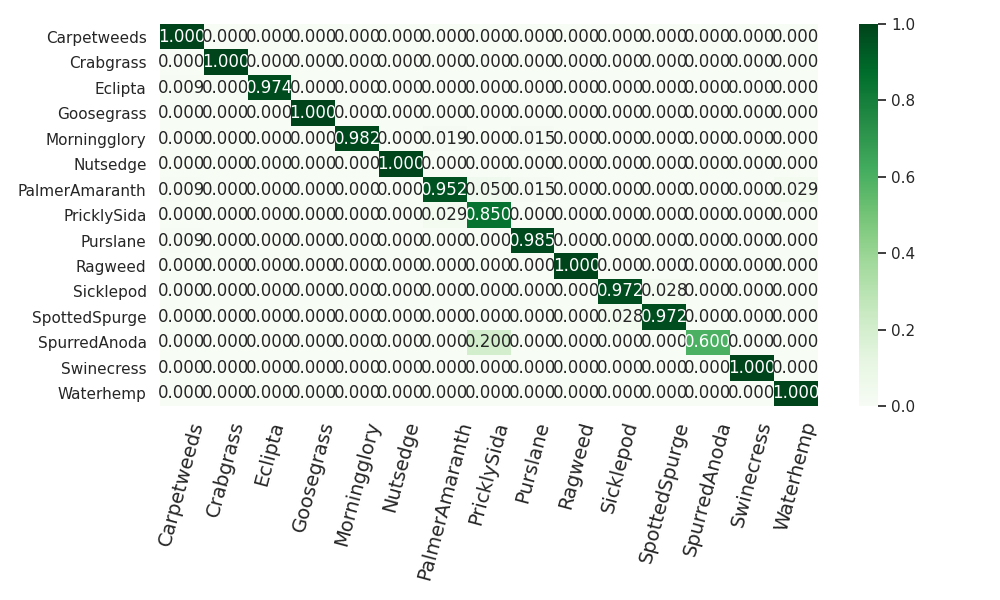 Carpetweeds 1.000 0.000 0.000 0.000 0.000 0.000 0.000 0.000 0.000 0.000 0.000 0.000 0.000 0.000 0.000
Crabgrass 0.000 1.000 0.000 0.000 0.000 0.000 0.000 0.000 0.000 0.000 0.000 0.000 0.000 0.000 0.000
Eclipta 0.009 0.000 0.974 0.000 0.000 0.000 0.000 0.000 0.000 0.000 0.000 0.000 0.000 0.000 0.000
Goosegrass 0.000 0.000 0.000 1.000 0.000 0.000 0.000 0.000 0.000 0.000 0.000 0.000 0.000 0.000 0.000
Morningglory 0.000 0.000 0.000 0.000 0.982 0.000 0.019 0.000 0.015 0.000 0.000 0.000 0.000 0.000 0.000
Nutsedge 0.000 0.000 0.000 0.000 0.000 1.000 0.000 0.000 0.000 0.000 0.000 0.000 0.000 0.000 0.000
PalmerAmaranth 0.009 0.000 0.000 0.000 0.000 0.000 0.952 0.050 0.015 0.000 0.000 0.000 0.000 0.000 0.029
PricklySida 0.000 0.000 0.000 0.000 0.000 0.000 0.029 0.850 0.000 0.000 0.000 0.000 0.000 0.000 0.000
Purslane 0.009 0.000 0.000 0.000 0.000 0.000 0.000 0.000 0.985 0.000 0.000 0.000 0.000 0.000 0.000
Ragweed 0.000 0.000 0.000 0.000 0.000 0.000 0.000 0.000 0.000 1.000 0.000 0.000 0.000 0.000 0.000
Sicklepod 0.000 0.000 0.000 0.000 0.000 0.000 0.000 0.000 0.000 0.000 0.972 0.028 0.000 0.000 0.000
SpottedSpurge 0.000 0.000 0.000 0.000 0.000 0.000 0.000 0.000 0.000 0.000 0.028 0.972 0.000 0.000 0.000
SpurredAnoda 0.000 0.000 0.000 0.000 0.000 0.000 0.000 0.200 0.000 0.000 0.000 0.000 0.600 0.000 0.000
Swinecress 0.000 0.000 0.000 0.000 0.000 0.000 0.000 0.000 0.000 0.000 0.000 0.000 0.000 1.000 0.000
Waterhemp 0.000 0.000 0.000 0.000 0.000 0.000 0.000 0.000 0.000 0.000 0.000 0.000 0.000 0.000 1.000
Carpetweeds
Crabgrass
Eclipta
Goosegrass
Morningglory
Nutsedge
PalmerAmaranth
PricklySida
Purslane
Ragweed
Sicklepod
SpottedSpurge
SpurredAnoda
Swinecress
Waterhemp
1.0
0.8
0.6
0.4
0.2
0.0